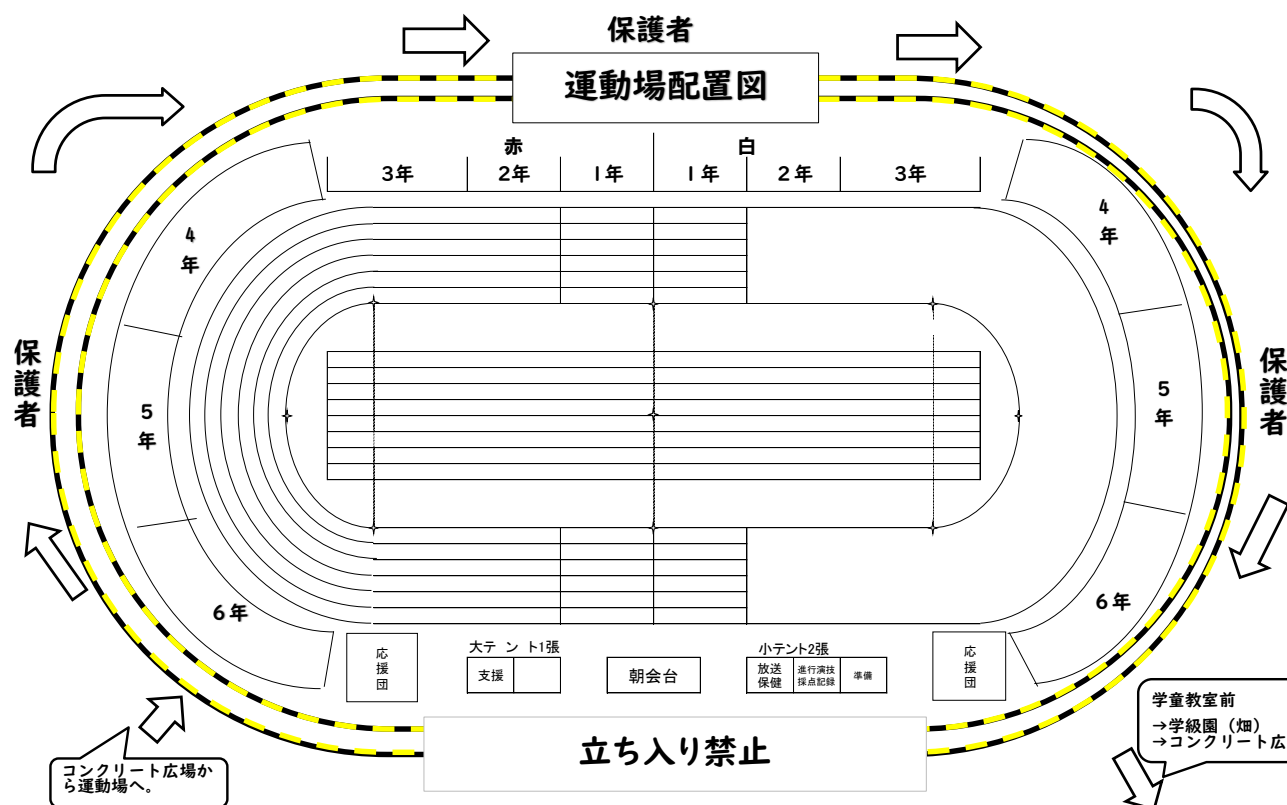 保護者
運動場配置図
赤
白
3年
2年
1年
1年
2年
3年
4年
4年
保護者
保護者
5年
5年
6年
6年
応援団
大テント1張
支援
朝会台
小テント2張
放送
保健
進行演技
採点記録
準備
応援団
立ち入り禁止
コンクリート広場か
ら運動場へ。
学童教室前
→学級園（畑）
→コンクリート広